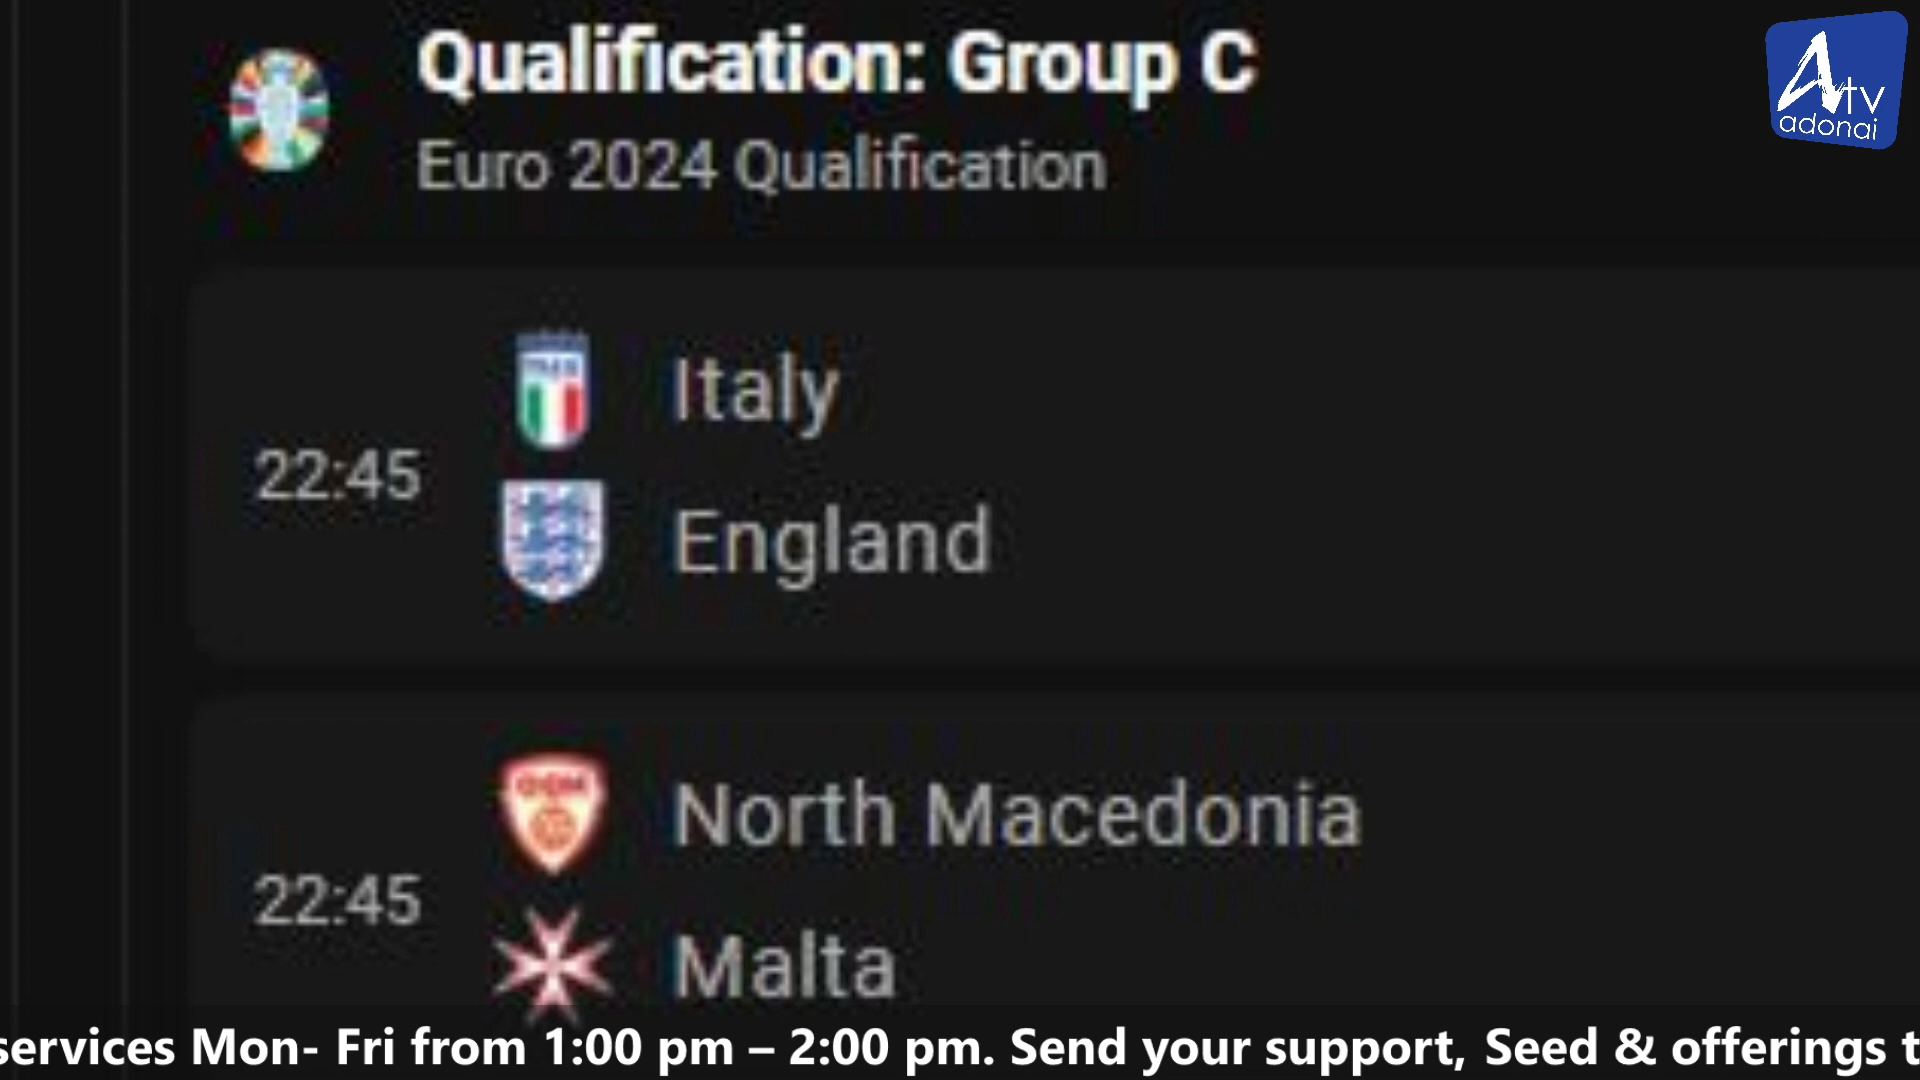 Qualification: Group C
Euro 2024 Qualification
Atv
adonai
Italy
22:45
England
North Macedonia
22:45
Malta
services Mon- Fri from 1:00 pm – 2:00 pm. Send your support, Seed & offerings t